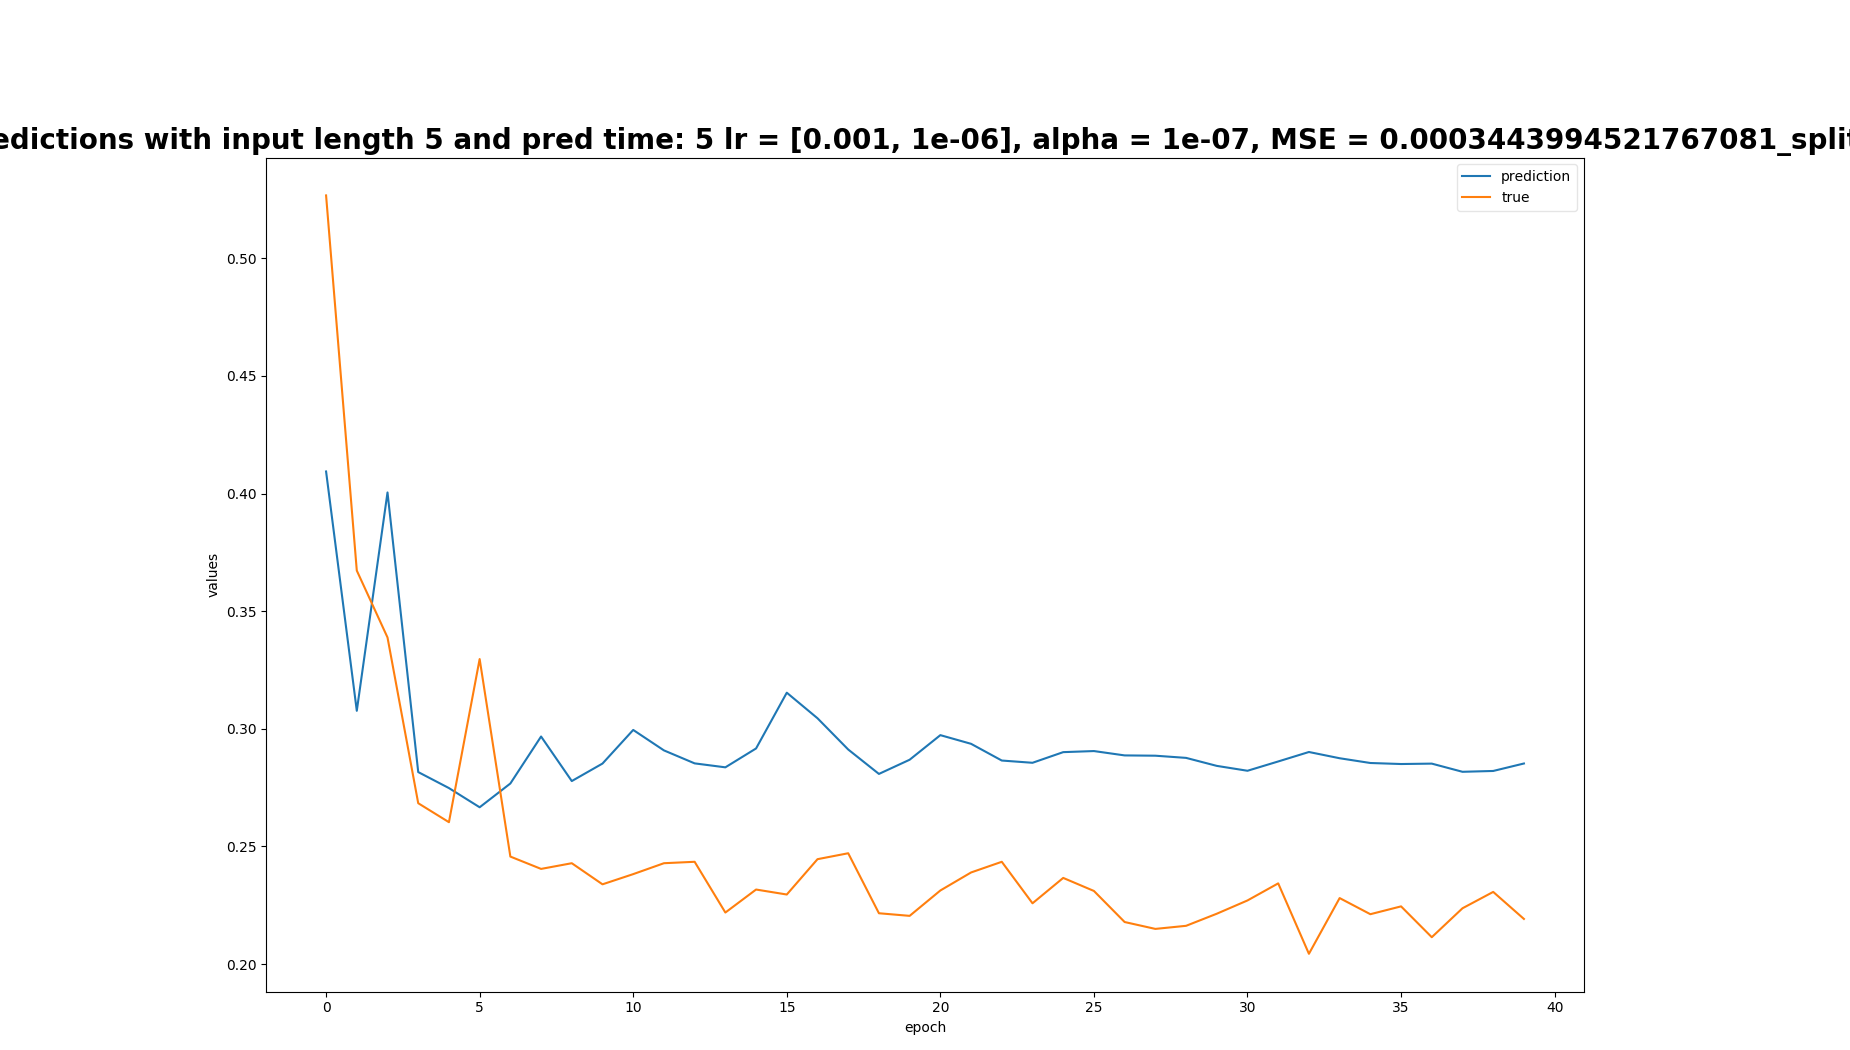 edictions with input length 5 and pred time: 5 lr = [0.001, 1e-06], alpha = 1e-07, MSE = 0.0003443994521767081_split
prediction
true
0.50
0.45
0.40
0.35
0.30
0.25
0.20
values
0 5 10 15 20 25 30 35 40
epoch